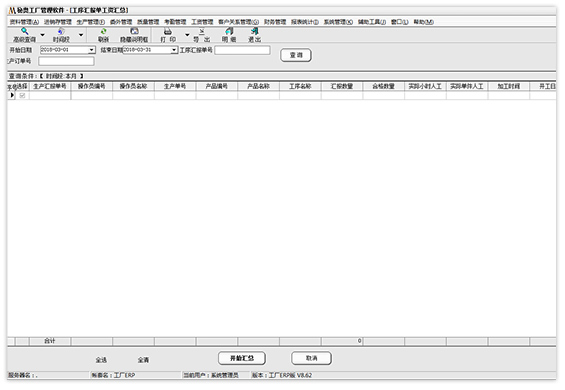 秘奥工厂管理软件 - [工序汇报单工资汇总]
资料管理(A) 进销存管理 生产管理(F) 委外管理 质量管理 考勤管理 工资管理 客户关系管理(G) 财务管理 报表统计(I) 系统管理(K) 辅助工具(J) 窗口(L) 帮助(M)
高级查询 时间段 刷新 隐藏说明框 打 印 导 出 明 细 退 出
开始日期 2018-03-01 结束日期 2018-03-31 工序汇报单号 查 询
产订单号
查询条件:【 时间段 本月 】
选择 生产汇报单号 操作员编号 操作员名称 生产单号 产品编号 产品名称 工序名称 汇报数量 合格数量 实际小时人工 实际单件人工 加工时间 开工日
合计 0
全选 全清 开始汇总 取消
服务器名:. 帐套名:工厂ERP 当前用户:系统管理员 版本:工厂ERP版 V8.62